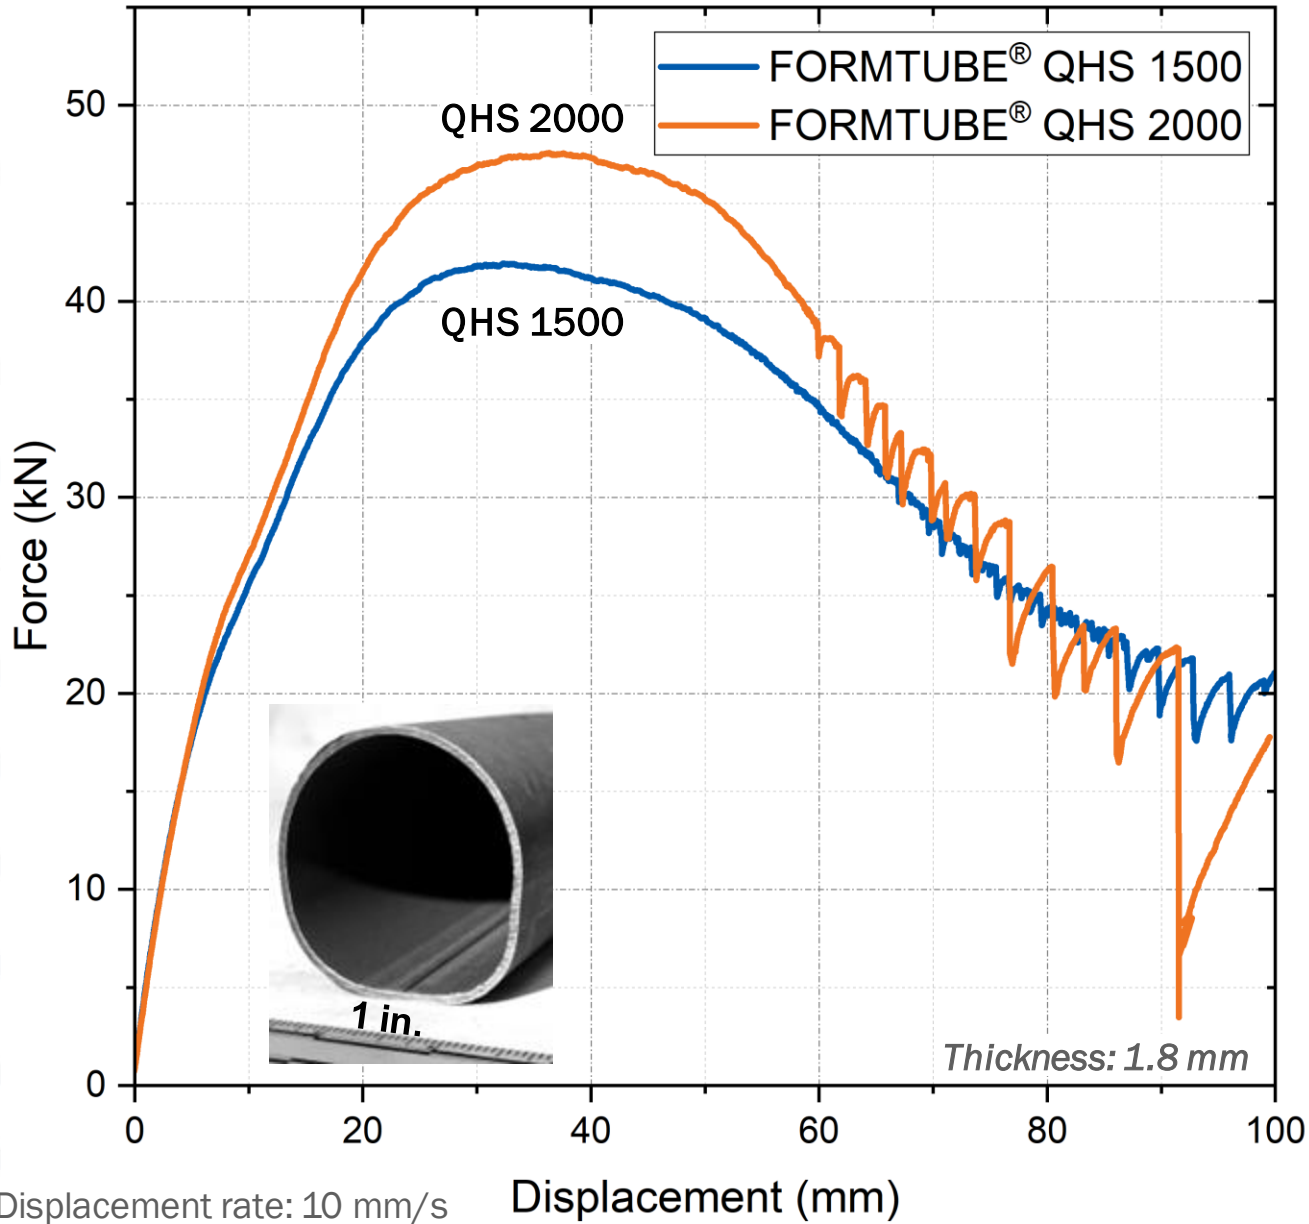 FORMTUBE® QHS 1500
FORMTUBE® QHS 2000
QHS 2000
QHS 1500
50
40
30
20
10
0
Force (kN)
1 in.
Thickness: 1.8 mm
0
20
40
60
80
100
Displacement (mm)
Displacement rate: 10 mm/s